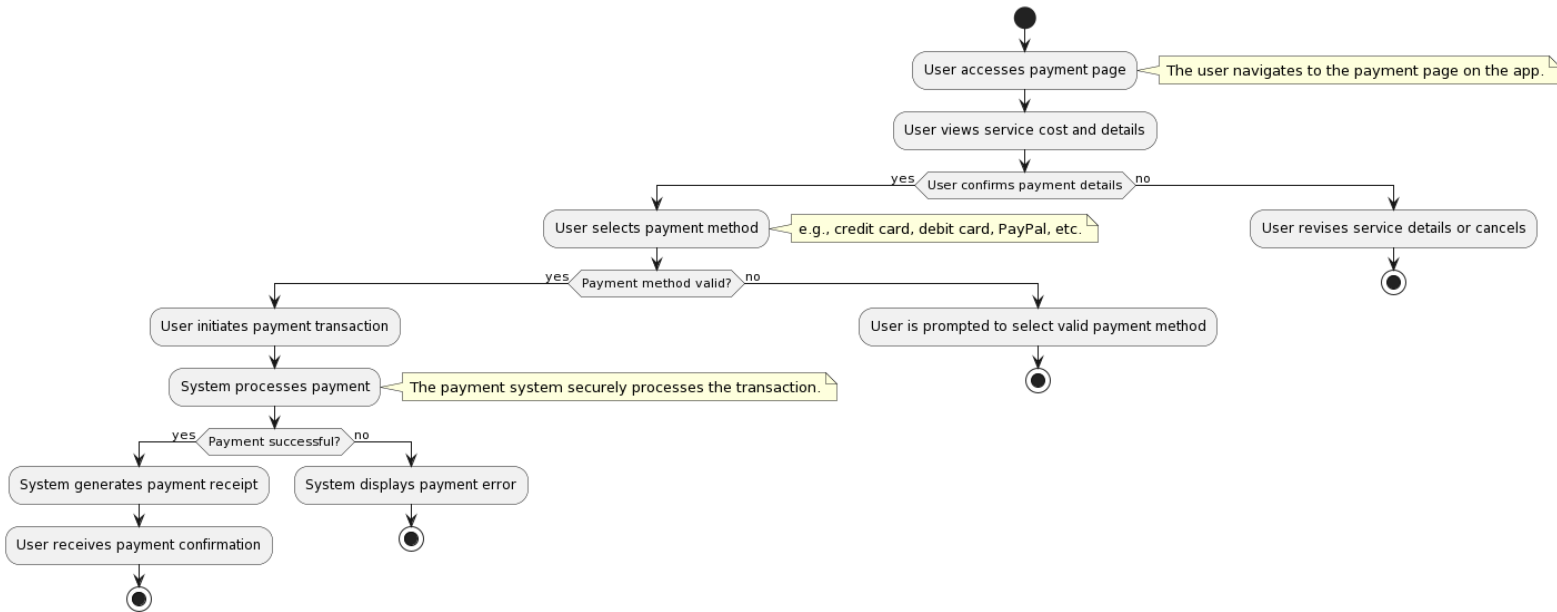 User accesses payment page
The user navigates to the payment page on the app.
User views service cost and details
yes
User confirms payment details
no
User selects payment method
e.g., credit card, debit card, PayPal, etc.
User revises service details or cancels
yes
Payment method valid?
no
User initiates payment transaction
User is prompted to select valid payment method
System processes payment
The payment system securely processes the transaction.
yes
Payment successful?
no
System generates payment receipt
System displays payment error
User receives payment confirmation